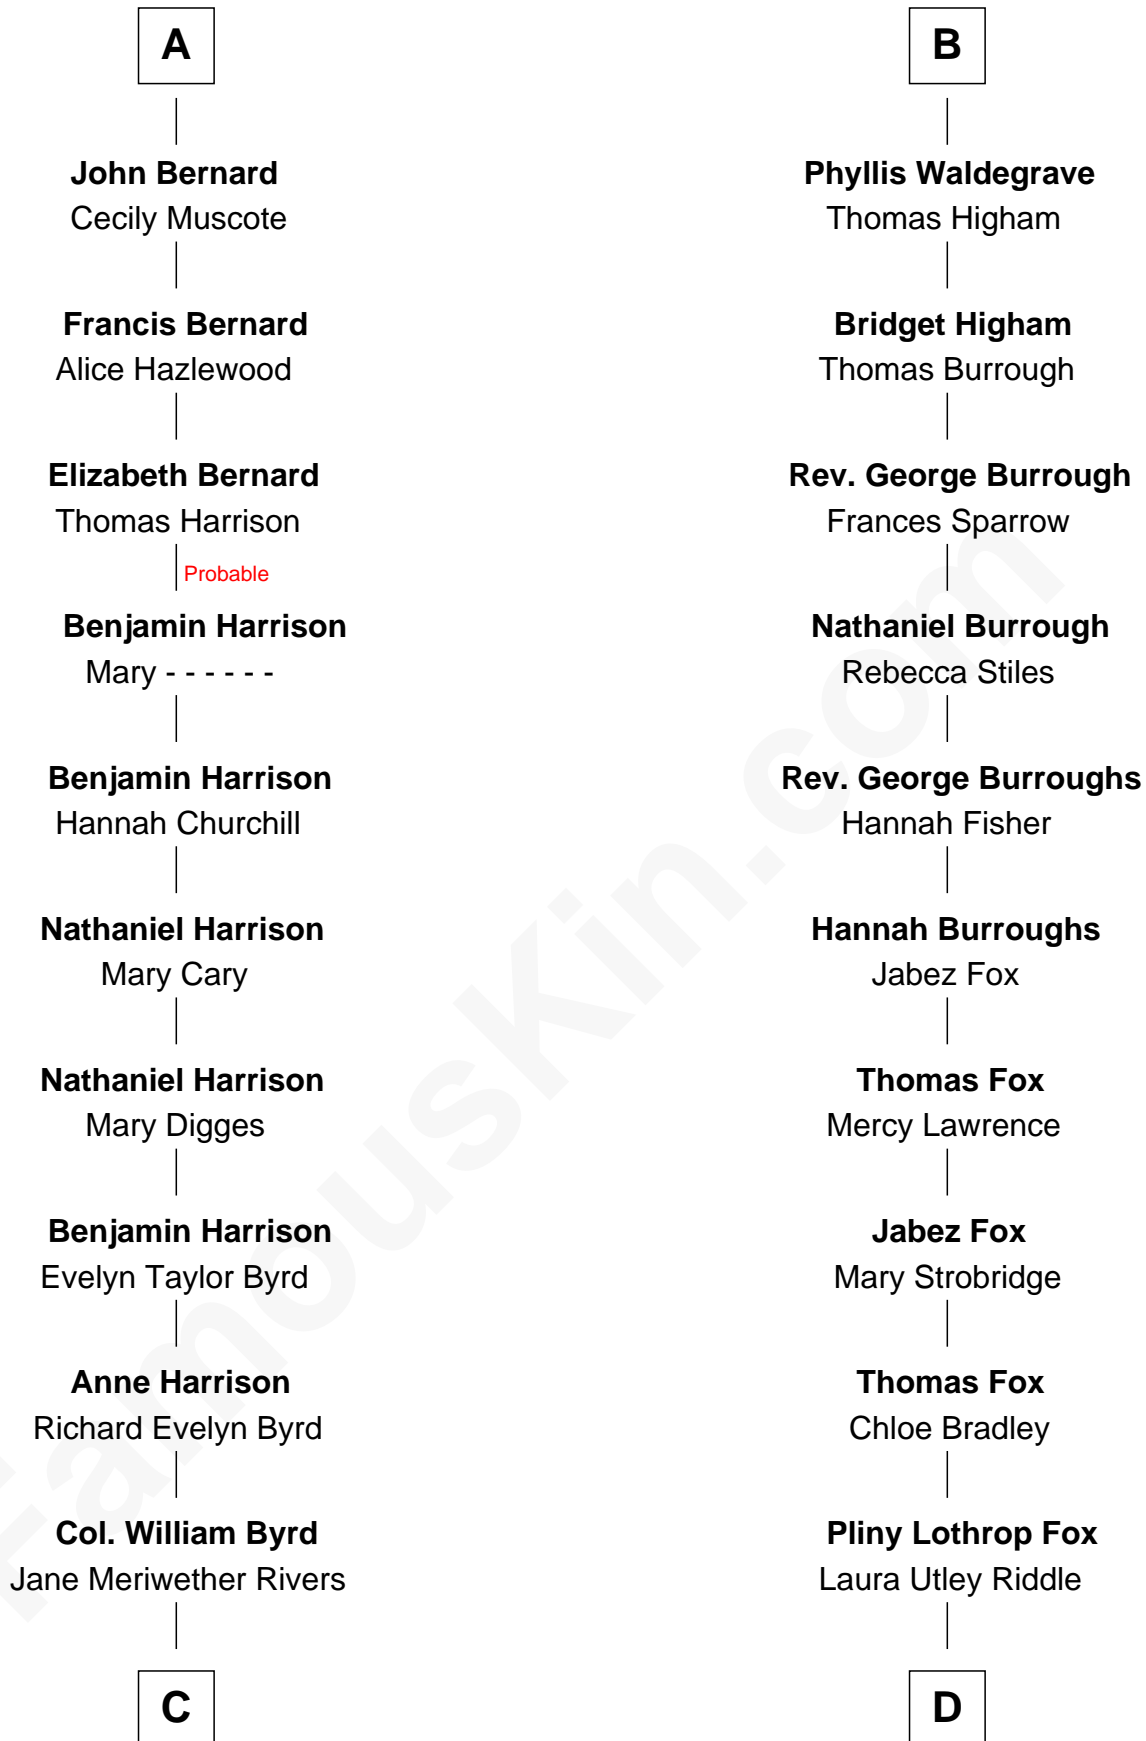 A
John Bernard
Cecily Muscote
Francis Bernard
Alice Hazlewood
Elizabeth Bernard
Thomas Harrison
Probable
Benjamin Harrison
Mary - - - - - -
Benjamin Harrison
Hannah Churchill
Nathaniel Harrison
Mary Cary
Nathaniel Harrison
Mary Digges
Benjamin Harrison
Evelyn Taylor Byrd
Anne Harrison
Richard Evelyn Byrd
Col. William Byrd
Jane Meriwether Rivers
C
B
Phyllis Waldegrave
Thomas Higham
Bridget Higham
Thomas Burrough
Rev. George Burrough
Frances Sparrow
Nathaniel Burrough
Rebecca Stiles
Rev. George Burroughs
Hannah Fisher
Hannah Burroughs
Jabez Fox
Thomas Fox
Mercy Lawrence
Jabez Fox
Mary Strobridge
Thomas Fox
Chloe Bradley
Pliny Lothrop Fox
Laura Utley Riddle
D
FamousKin.com